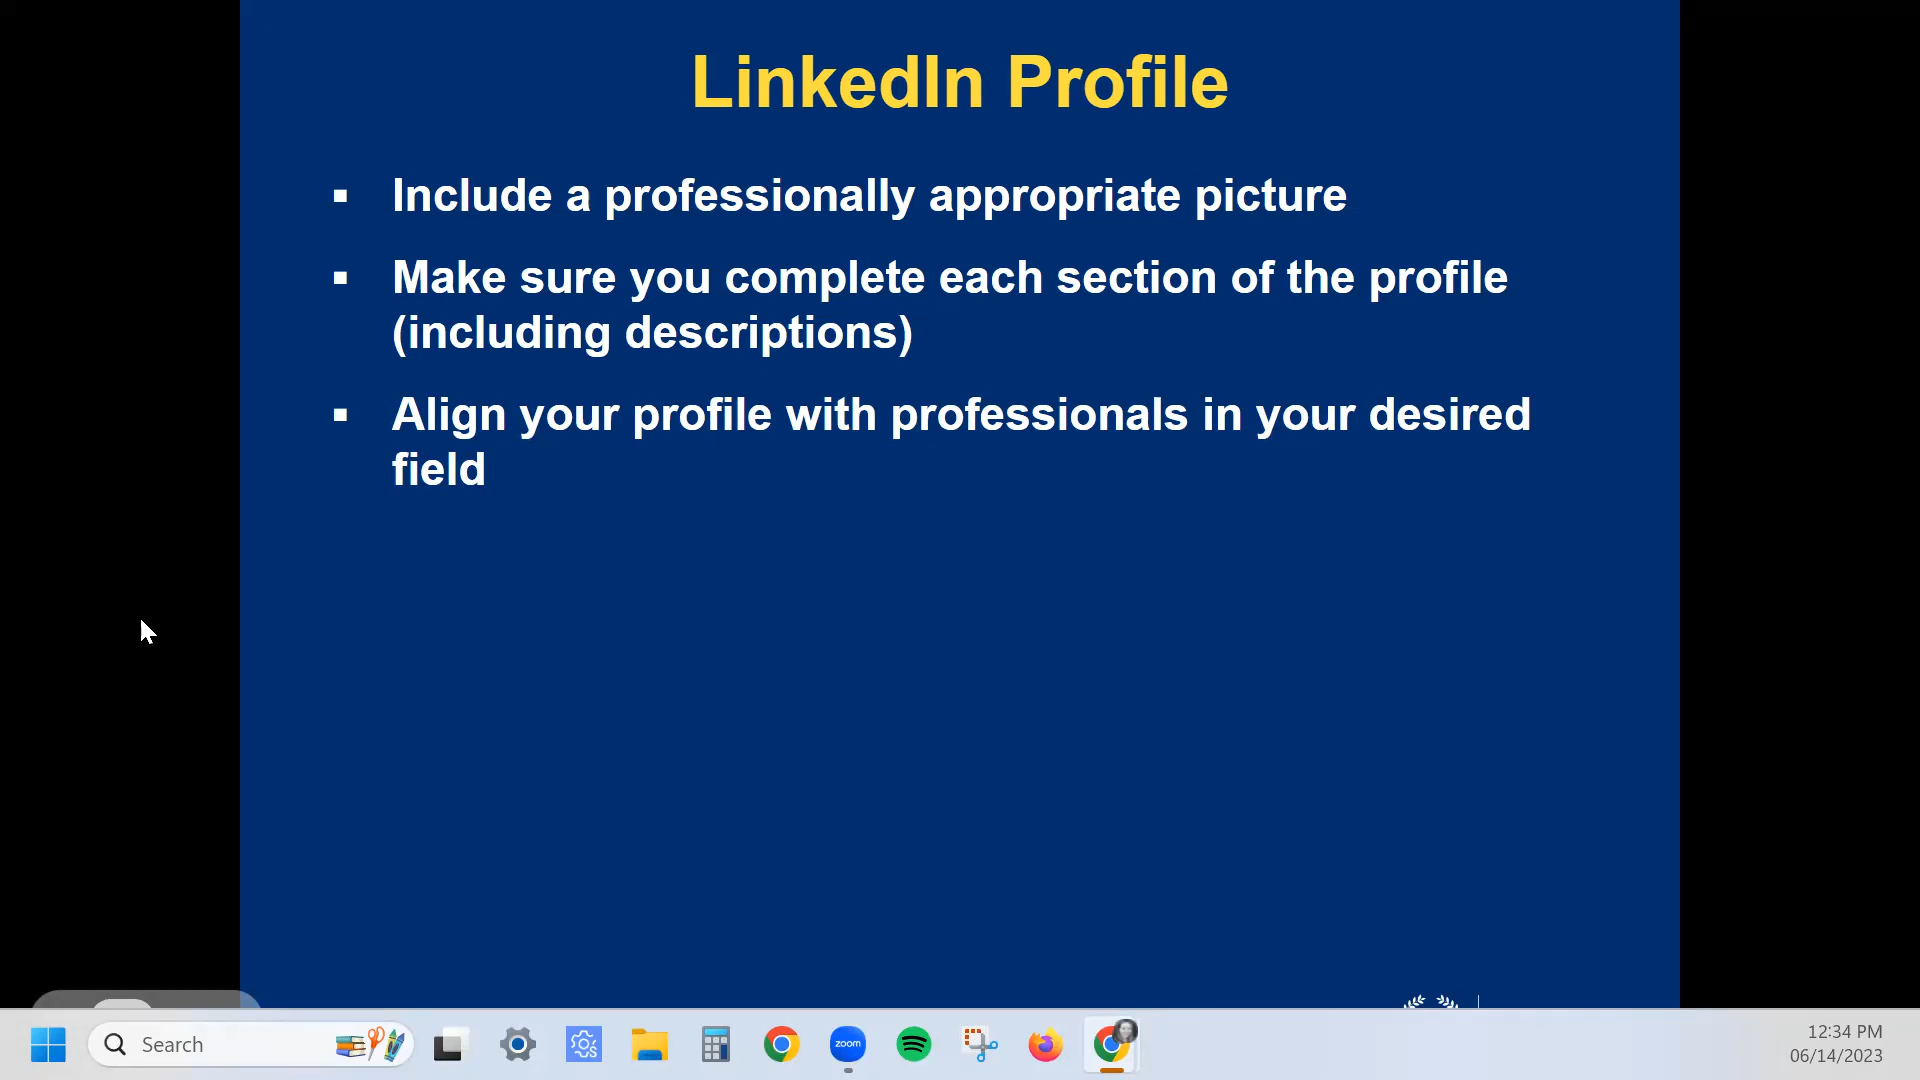 LinkedIn Profile
▪ Include a professionally appropriate picture
▪ Make sure you complete each section of the profile
(including descriptions)
▪ Align your profile with professionals in your desired
field
Search
zoom
12:34 PM
06/14/2023